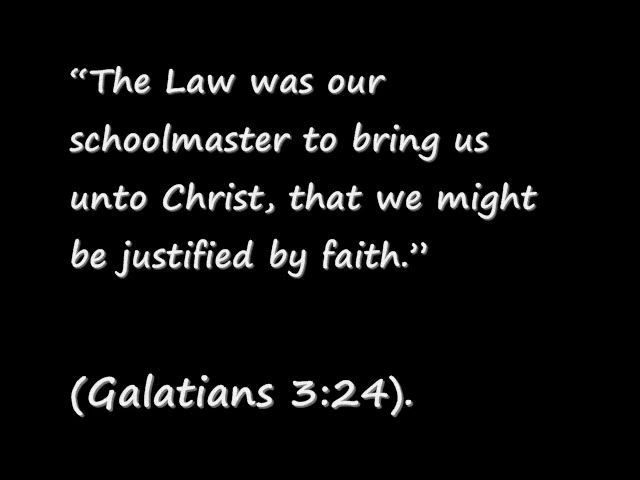 “The Law was our
schoolmaster to bring us
unto Christ, that we might
be justified by faith.”
(Galatians 3:24).